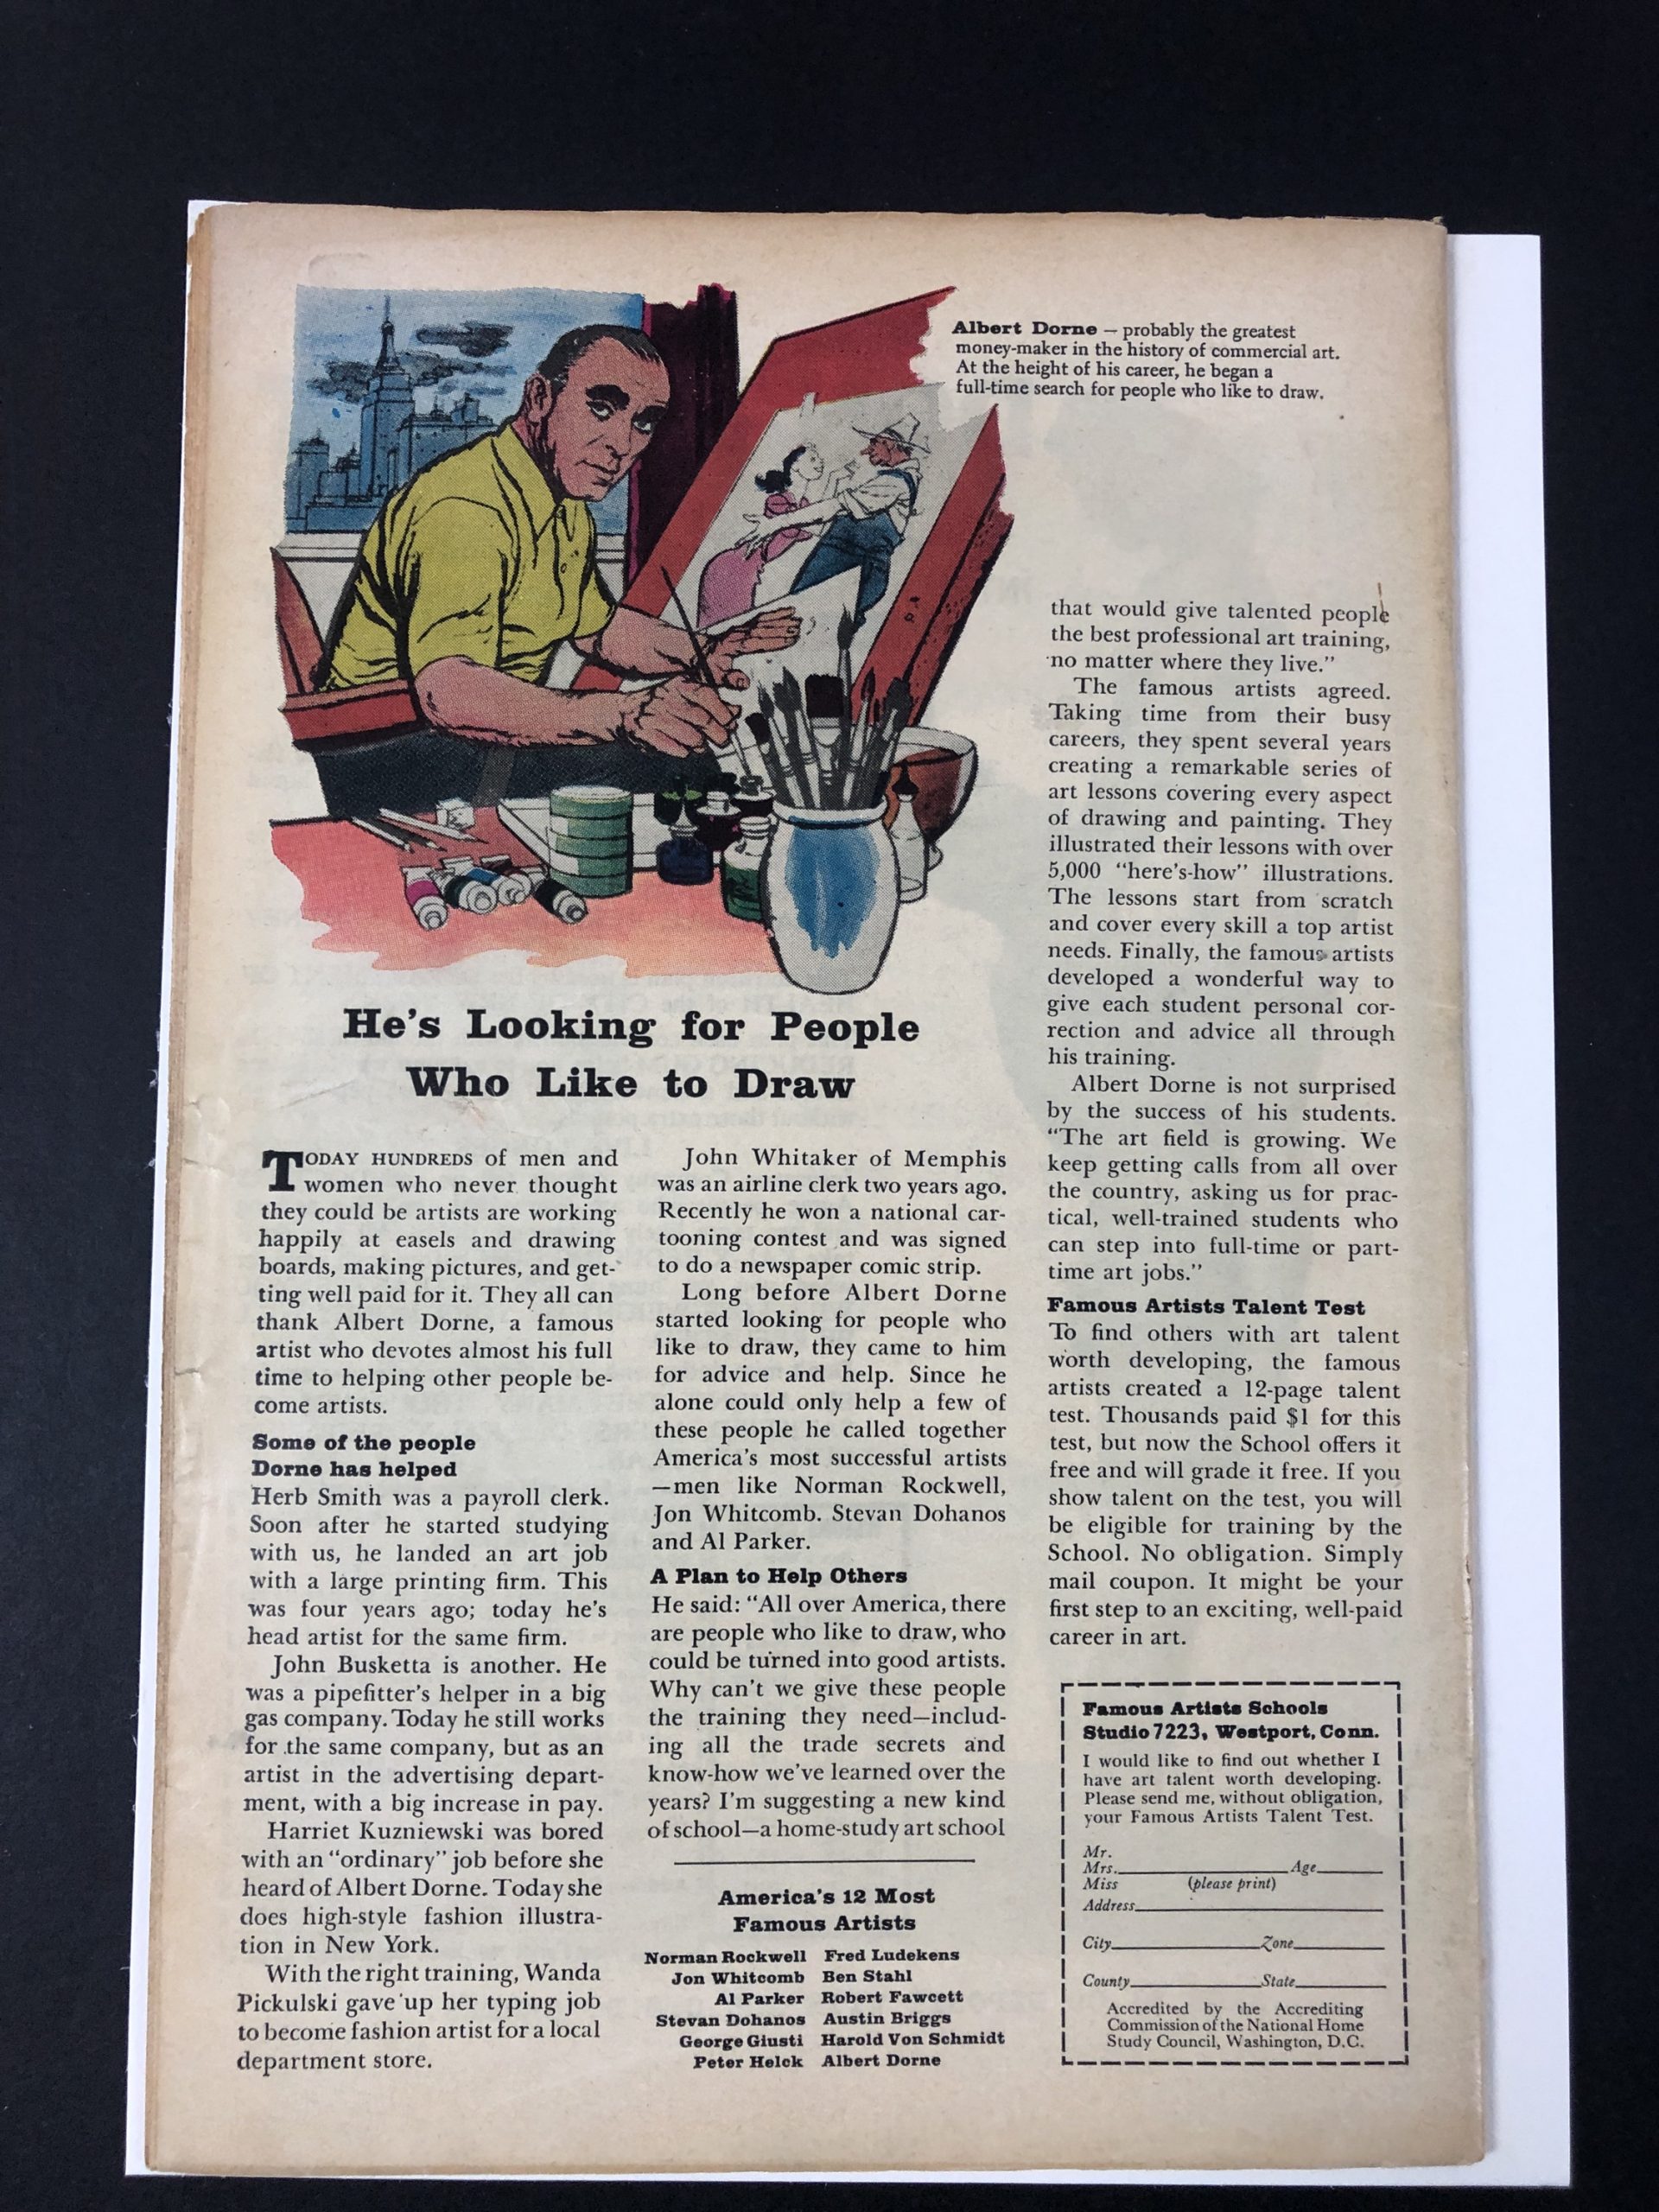 Albert Dorne — probably the greatest
money-maker in the history of commercial art.
At the height of his career, he began a
full-time search for people who like to draw.
He's Looking for People
Who Like to Draw
TODAY HUNDREDS of men and
women who never thought
they could be artists are working
happily at easels and drawing
boards, making pictures, and get-
ting well paid for it. They all can
thank Albert Dorne, a famous
artist who devotes almost his full
time to helping other people be-
come artists.
Some of the people
Dorne has helped
Herb Smith was a payroll clerk.
Soon after he started studying
with us, he landed an art job
with a large printing firm. This
was four years ago; today he's
head artist for the same firm.
John Busketta is another. He
was a pipefitter's helper in a big
gas company. Today he still works
for the same company, but as an
artist in the advertising depart-
ment, with a big increase in pay.
Harriet Kuzniewski was bored
with an "ordinary" job before she
heard of Albert Dorne. Today she
does high-style fashion illustra-
tion in New York.
With the right training, Wanda
Pickulski gave up her typing job
to become fashion artist for a local
department store.
John Whitaker of Memphis
was an airline clerk two years ago.
Recently he won a national car-
tooning contest and was signed
to do a newspaper comic strip.
Long before Albert Dorne
started looking for people who
like to draw, they came to him
for advice and help. Since he
alone could only help a few of
these people he called together
America's most successful artists
—men like Norman Rockwell,
Jon Whitcomb. Stevan Dohanos
and Al Parker.
A Plan to Help Others
He said: "All over America, there
are people who like to draw, who
could be turned into good artists.
Why can't we give these people
the training they need—includ-
ing all the trade secrets and
know-how we've learned over the
years? I'm suggesting a new kind
of school—a home-study art school
America's 12 Most
Famous Artists
Norman Rockwell Fred Ludekens
Jon Whitcomb Ben Stahl
Al Parker Robert Fawcett
Stevan Dohanos Austin Briggs
George Giusti Harold Von Schmidt
Peter Helck Albert Dorne
that would give talented people
the best professional art training,
no matter where they live."
The famous artists agreed.
Taking time from their busy
careers, they spent several years
creating a remarkable series of
art lessons covering every aspect
of drawing and painting. They
illustrated their lessons with over
5,000 "here's-how" illustrations.
The lessons start from scratch
and cover every skill a top artist
needs. Finally, the famous artists
developed a wonderful way to
give each student personal cor-
rection and advice all through
his training.
Albert Dorne is not surprised
by the success of his students.
"The art field is growing. We
keep getting calls from all over
the country, asking us for prac-
tical, well-trained students who
can step into full-time or part-
time art jobs."
Famous Artists Talent Test
To find others with art talent
worth developing, the famous
artists created a 12-page talent
test. Thousands paid $1 for this
test, but now the School offers it
free and will grade it free. If you
show talent on the test, you will
be eligible for training by the
School. No obligation. Simply
mail coupon. It might be your
first step to an exciting, well-paid
career in art.
Famous Artists Schools
Studio 7223, Westport, Conn.
I would like to find out whether I
have art talent worth developing.
Please send me, without obligation,
your Famous Artists Talent Test.
Mr.
Mrs. Age
Miss (please print)
Address
City Zone
County State
Accredited by the Accrediting
Commission of the National Home
Study Council, Washington, D.C.